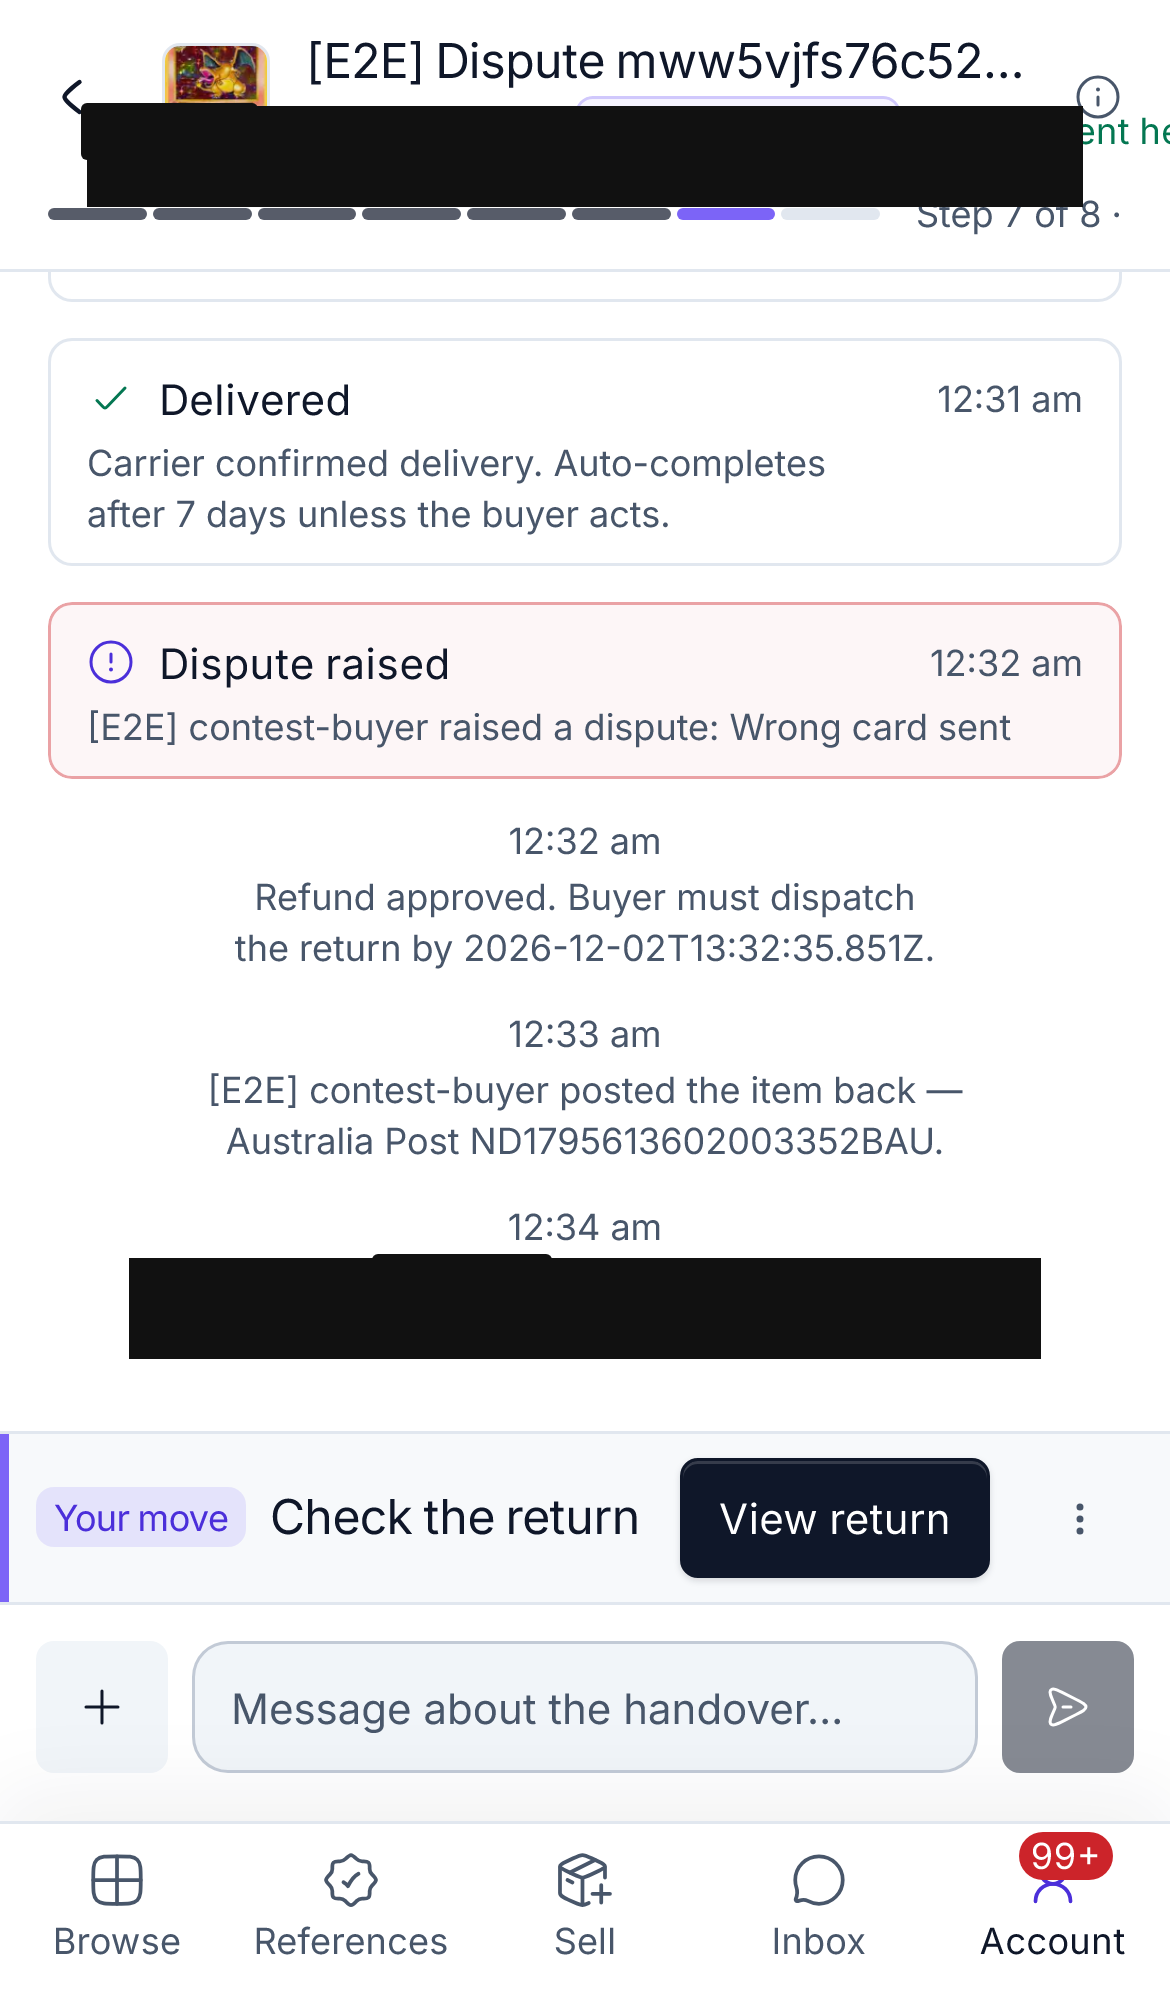 [E2E] Dispute mww5vjfs76c52...
ent he
Step 7 of 8 ·
Delivered
12:31 am
Carrier confirmed delivery. Auto-completes
after 7 days unless the buyer acts.
Dispute raised
12:32 am
[E2E] contest-buyer raised a dispute: Wrong card sent
12:32 am
Refund approved. Buyer must dispatch
the return by 2026-12-02T13:32:35.851Z.
12:33 am
[E2E] contest-buyer posted the item back —
Australia Post ND1795613602003352BAU.
12:34 am
Your move
Check the return
View return
Message about the handover...
99+
Browse
References
Sell
Inbox
Account